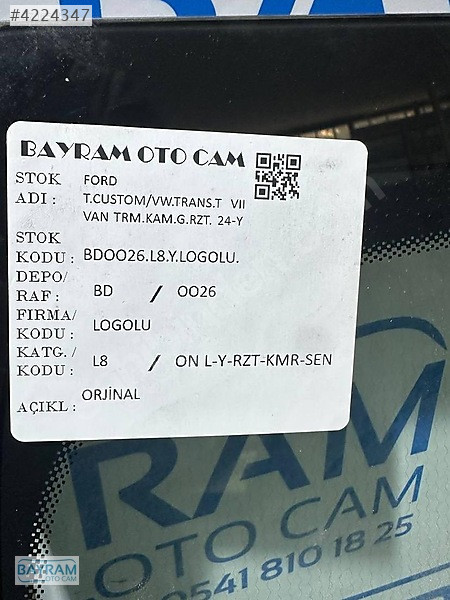 #4224347
BAYRAM OTO CAM
STOK ADI : FORD T.CUSTOM/VW.TRANS.T VII
VAN TRM.KAM.G.RZT. 24-Y
STOK
KODU : BDOO26.L8.Y.LOGOLU.
DEPO/
RAF : BD / OO26
FIRMA/
KODU : LOGOLU
KATG./
KODU : L8 / ON L-Y-RZT-KMR-SEN
AÇIKL : ORJİNAL
RAM
OTO CAM
0541 810 18 25
BAYRAM
OTO CAM